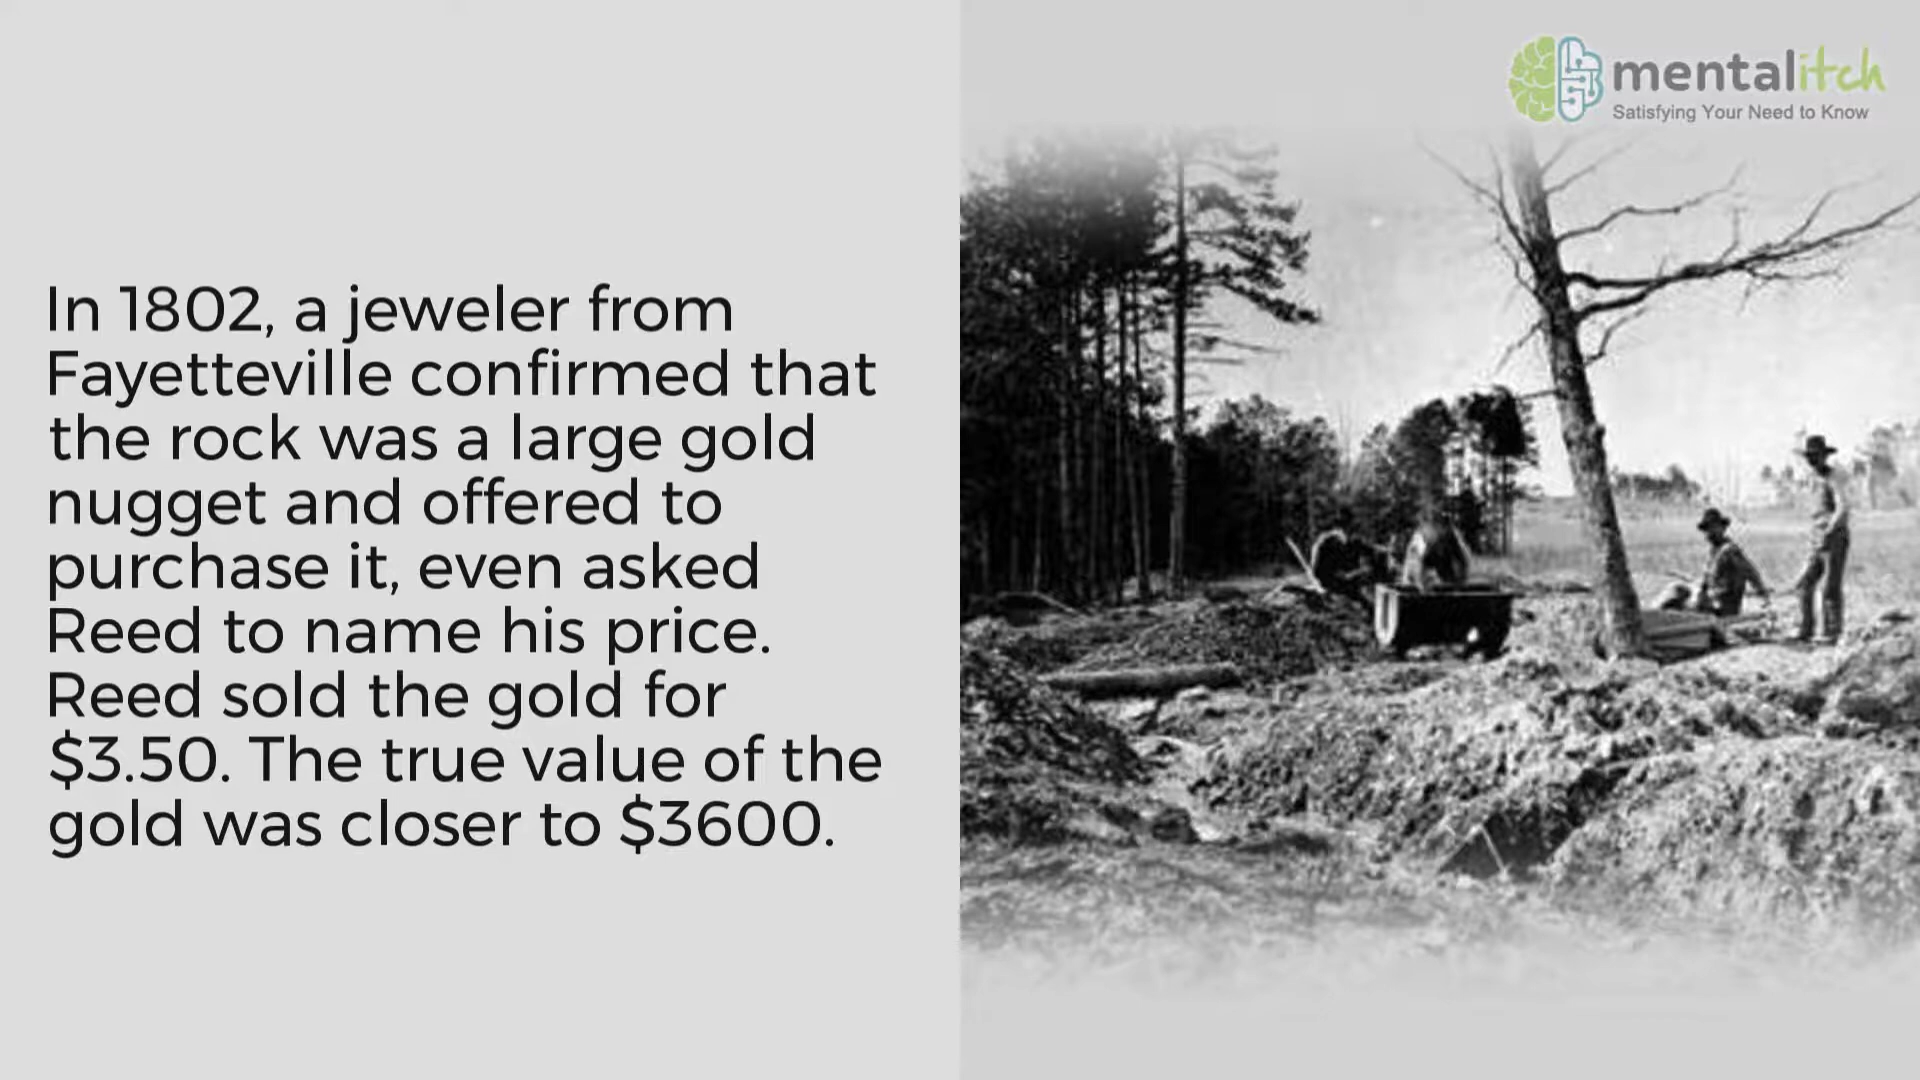 mentalitch
Satisfying Your Need to Know
In 1802, a jeweler from
Fayetteville confirmed that
the rock was a large gold
nugget and offered to
purchase it, even asked
Reed to name his price.
Reed sold the gold for
$3.50. The true value of the
gold was closer to $3600.